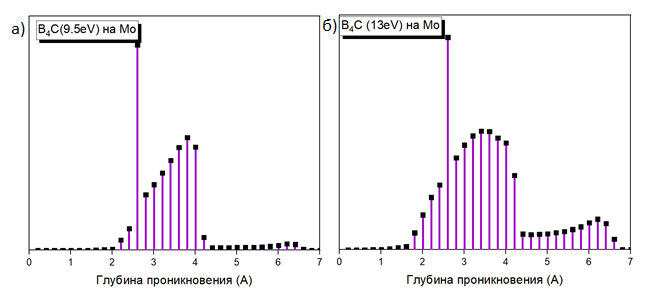 а)
B₄C(9.5eV) на Mo
0 1 2 3 4 5 6 7
Глубина проникновения (А)
б)
B₄C (13eV) на Mo
0 1 2 3 4 5 6 7
Глубина проникновения (А)